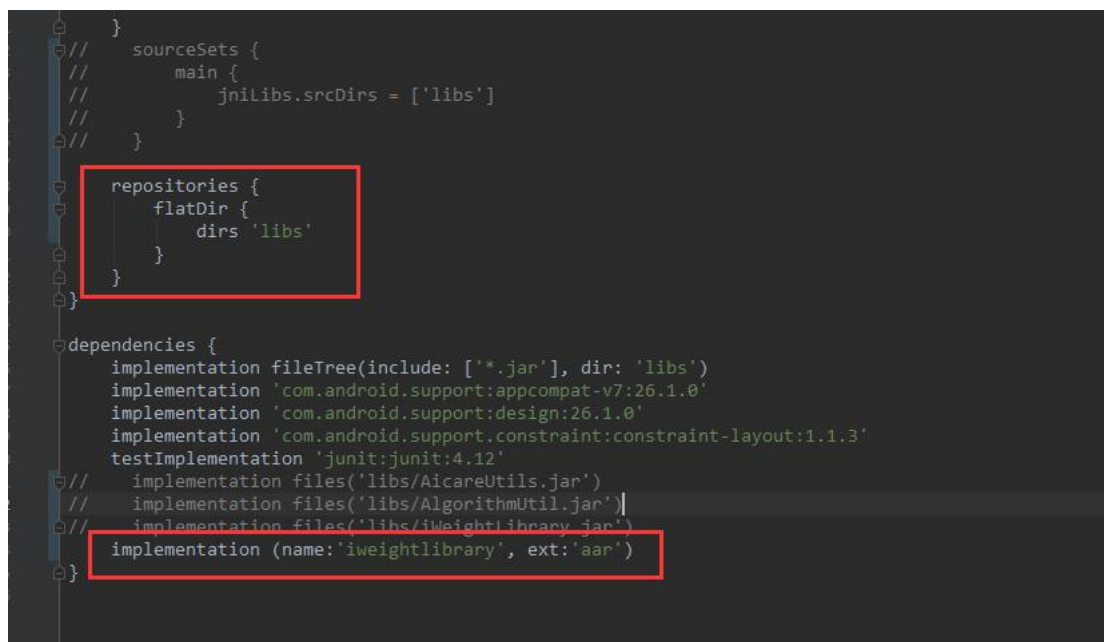 }
//    sourceSets {
//        main {
//            jniLibs.srcDirs = ['libs']
//        }
//    }
    repositories {
        flatDir {
            dirs 'libs'
        }
    }
}
dependencies {
    implementation fileTree(include: ['*.jar'], dir: 'libs')
    implementation 'com.android.support:appcompat-v7:26.1.0'
    implementation 'com.android.support:design:26.1.0'
    implementation 'com.android.support.constraint:constraint-layout:1.1.3'
    testImplementation 'junit:junit:4.12'
//    implementation files('libs/AicareUtils.jar')
//    implementation files('libs/AlgorithmUtil.jar')
//    implementation files('libs/iWeightLibrary.jar')
    implementation (name:'iweightlibrary', ext:'aar')
}